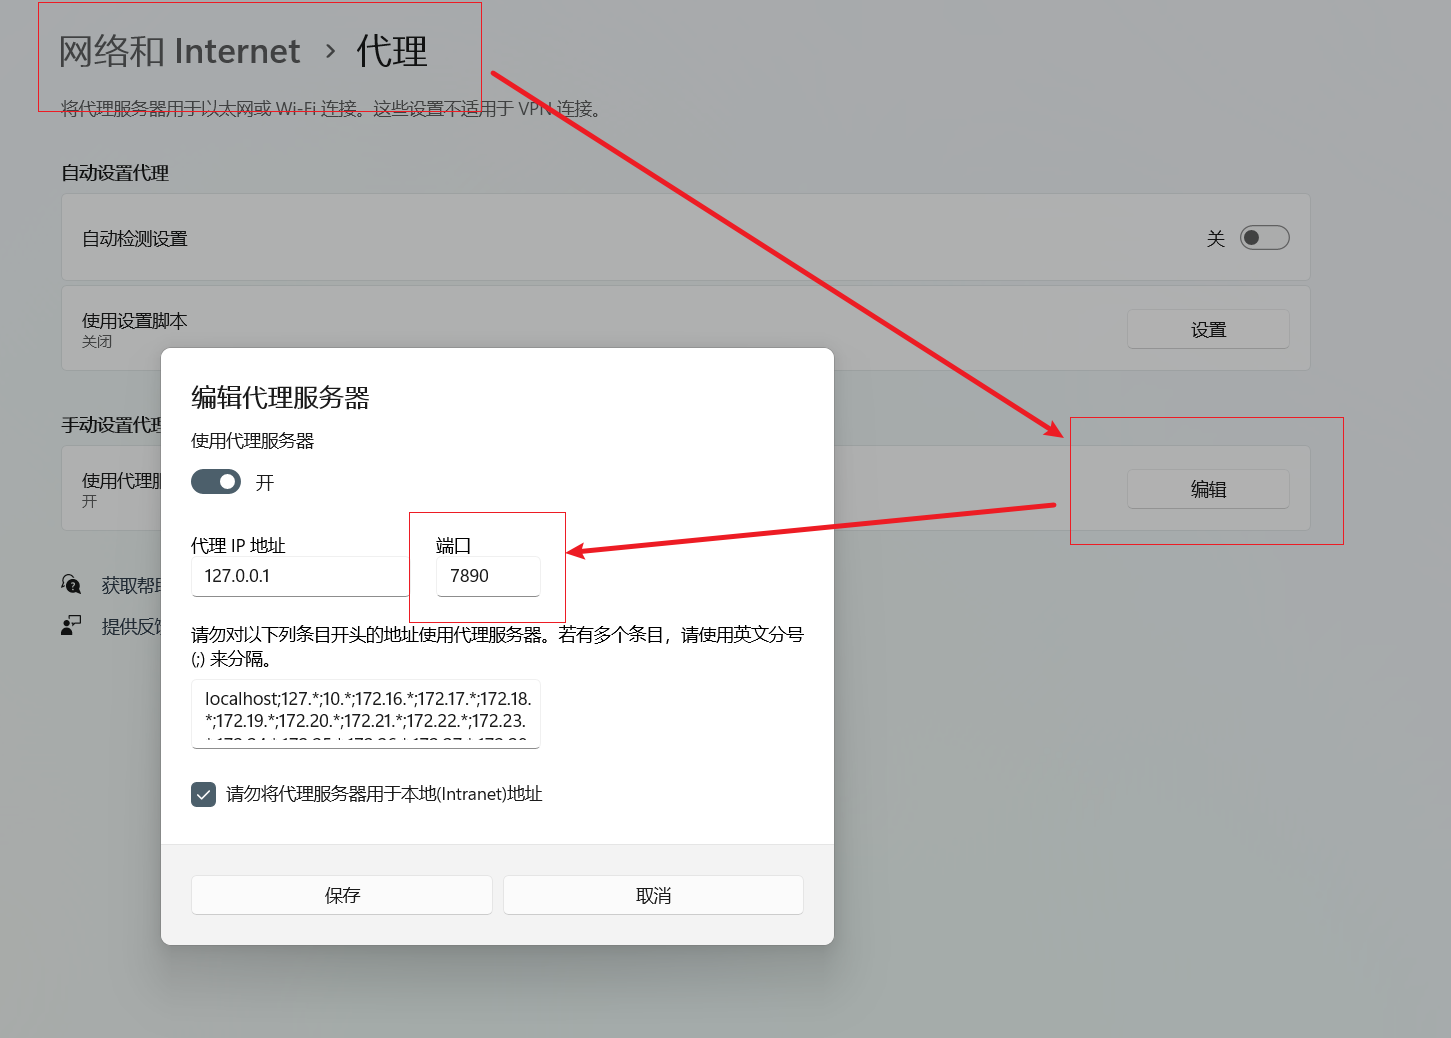 网络和 Internet › 代理
将代理服务器用于以太网或 Wi-Fi 连接。这些设置不适用于 VPN 连接。
自动设置代理
自动检测设置
关
使用设置脚本
关闭
设置
手动设置代理
使用代理服
开
编辑
获取帮助
提供反馈
编辑代理服务器
使用代理服务器
开
代理 IP 地址
端口
127.0.0.1
7890
请勿对以下列条目开头的地址使用代理服务器。若有多个条目，请使用英文分号
(;) 来分隔。
localhost;127.*;10.*;172.16.*;172.17.*;172.18.
*;172.19.*;172.20.*;172.21.*;172.22.*;172.23.
请勿将代理服务器用于本地(Intranet)地址
保存
取消